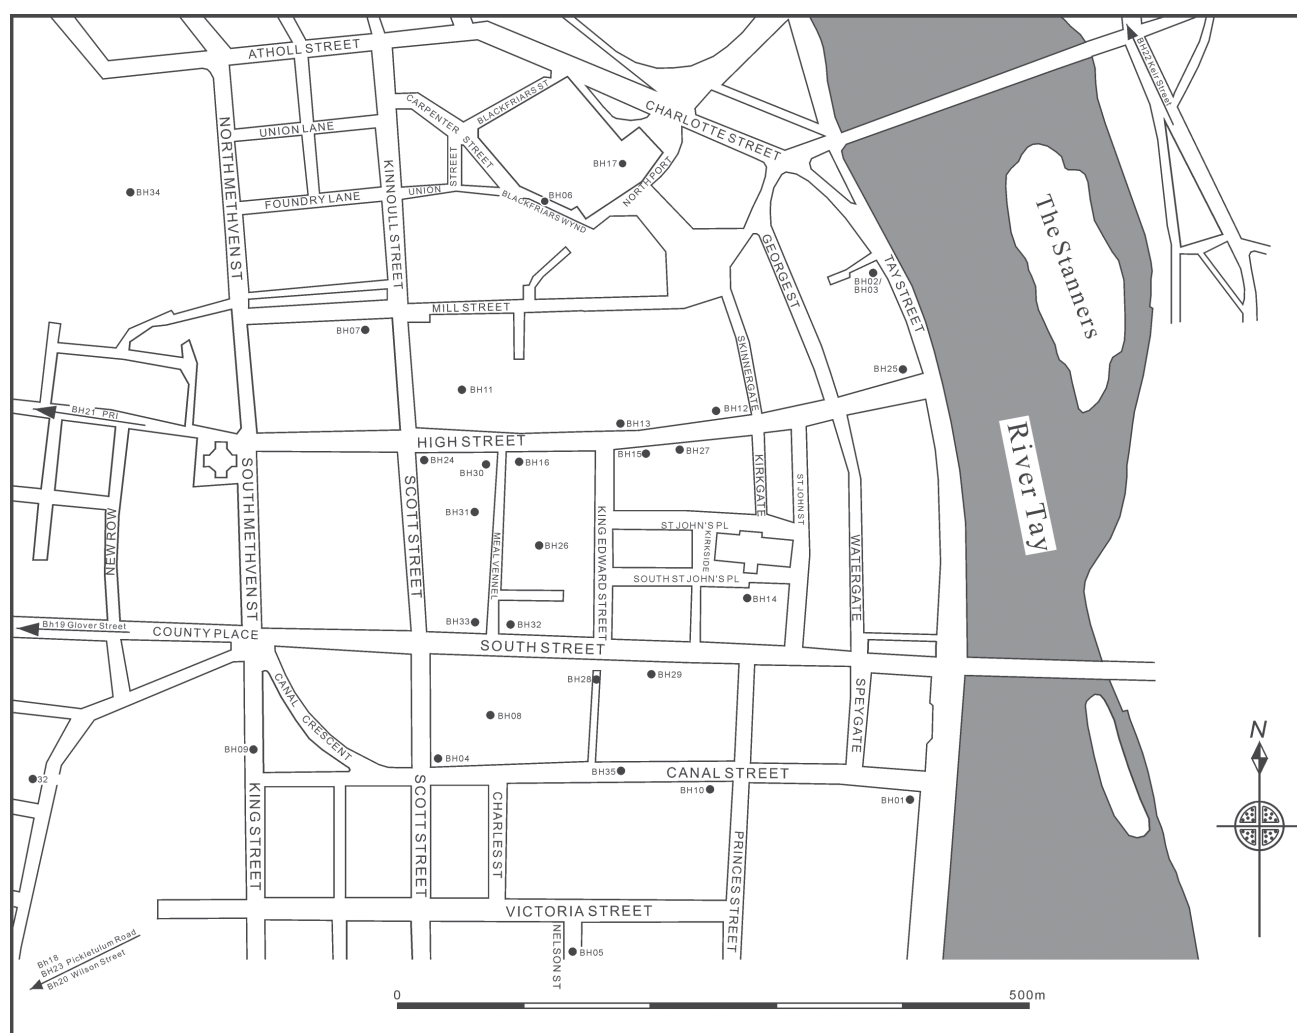 ATHOLL STREET
BH22 Keir Street
BLACKFRIARS ST
CARPENTER STREET
CHARLOTTE STREET
UNION LANE
NORTH METHVEN ST
KINNOULL STREET
STREET
UNION
BH17
NORTH PORT
BH34
FOUNDRY LANE
BH06
BLACKFRIARS WYND
The Stanners
GEORGE ST
TAY STREET
BH02/
BH03
MILL STREET
BH07
SKINNERGATE
BH25
BH11
BH21 PRI
BH12
BH13
HIGH STREET
River Tay
BH24
BH30
BH16
BH15
BH27
KIRKGATE
ST JOHN ST
SOUTH METHVEN ST
SCOTT STREET
BH31
MEAL VENNEL
KING EDWARD STREET
ST JOHN'S PL
KIRKSIDE
NEW ROW
BH26
WATERGATE
SOUTH ST JOHN'S PL
BH14
Bh19 Glover Street
COUNTY PLACE
BH33
BH32
SOUTH STREET
CANAL CRESCENT
BH28
BH29
SPEYGATE
BH08
BH09
BH04
32
BH35
CANAL STREET
KING STREET
SCOTT STREET
CHARLES ST
BH10
BH01
PRINCES STREET
N
VICTORIA STREET
NELSON ST
BH05
Bh18
BH23 Pickletulum Road
Bh20 Wilson Street
0
500m